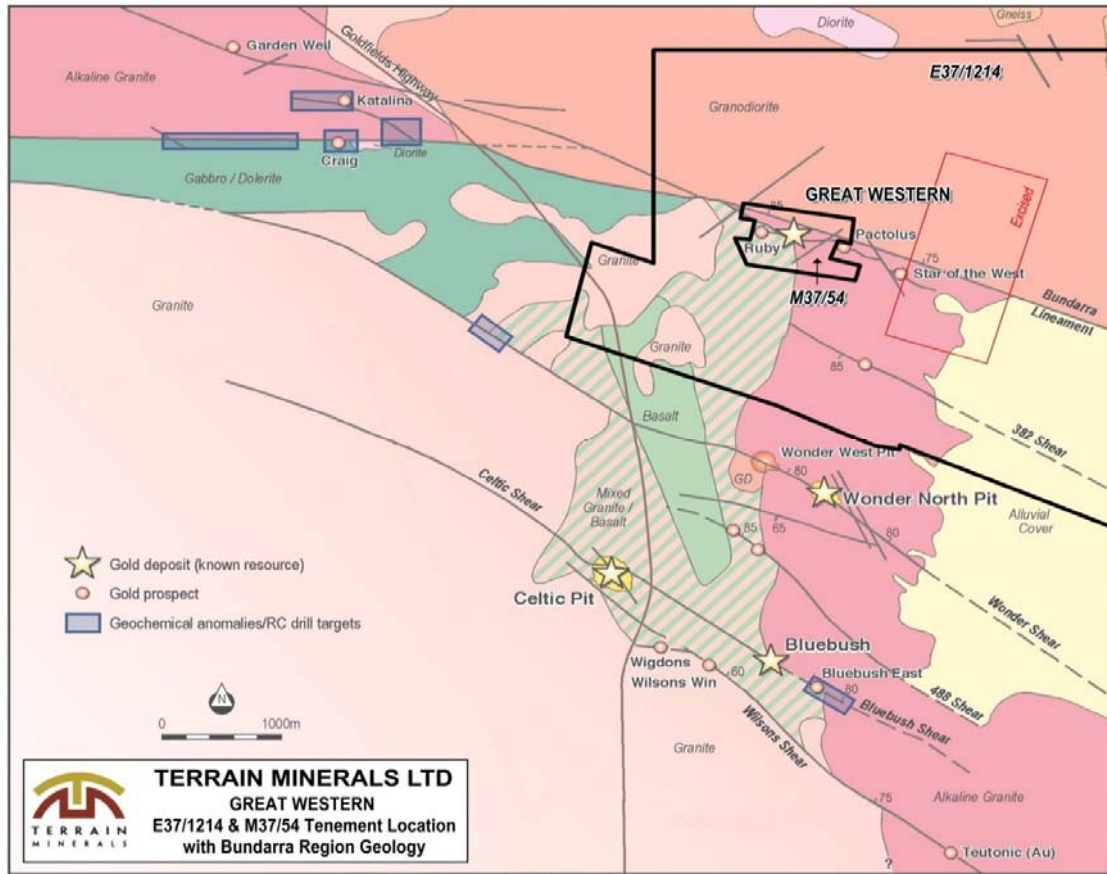 Diorite
Gneiss
Garden Well
Goldfields Highway
Alkaline Granite
E37/1214
Granodiorite
Katalina
Craig
Diorite
Gabbro / Dolerite
Excised
GREAT WESTERN
85
Ruby
Pactolus
75
Star of the West
M37/54
Granite
Bundarra
Lineament
Granite
Granite
85
382 Shear
Basalt
Wonder West Pit
80
GD
Wonder North Pit
Celtic Shear
Mixed
Granite /
Basalt
Alluvial
Cover
85
65
80
Gold deposit (known resource)
Gold prospect
Geochemical anomalies/RC drill targets
Celtic Pit
Wonder Shear
Bluebush
Wigdons
Wilsons Win
60
Bluebush East
80
488 Shear
Bluebush Shear
Wilsons Shear
N
0
1000m
Granite
75
Alkaline Granite
?
Teutonic (Au)
TERRAIN
MINERALS
TERRAIN MINERALS LTD
GREAT WESTERN
E37/1214 & M37/54 Tenement Location
with Bundarra Region Geology